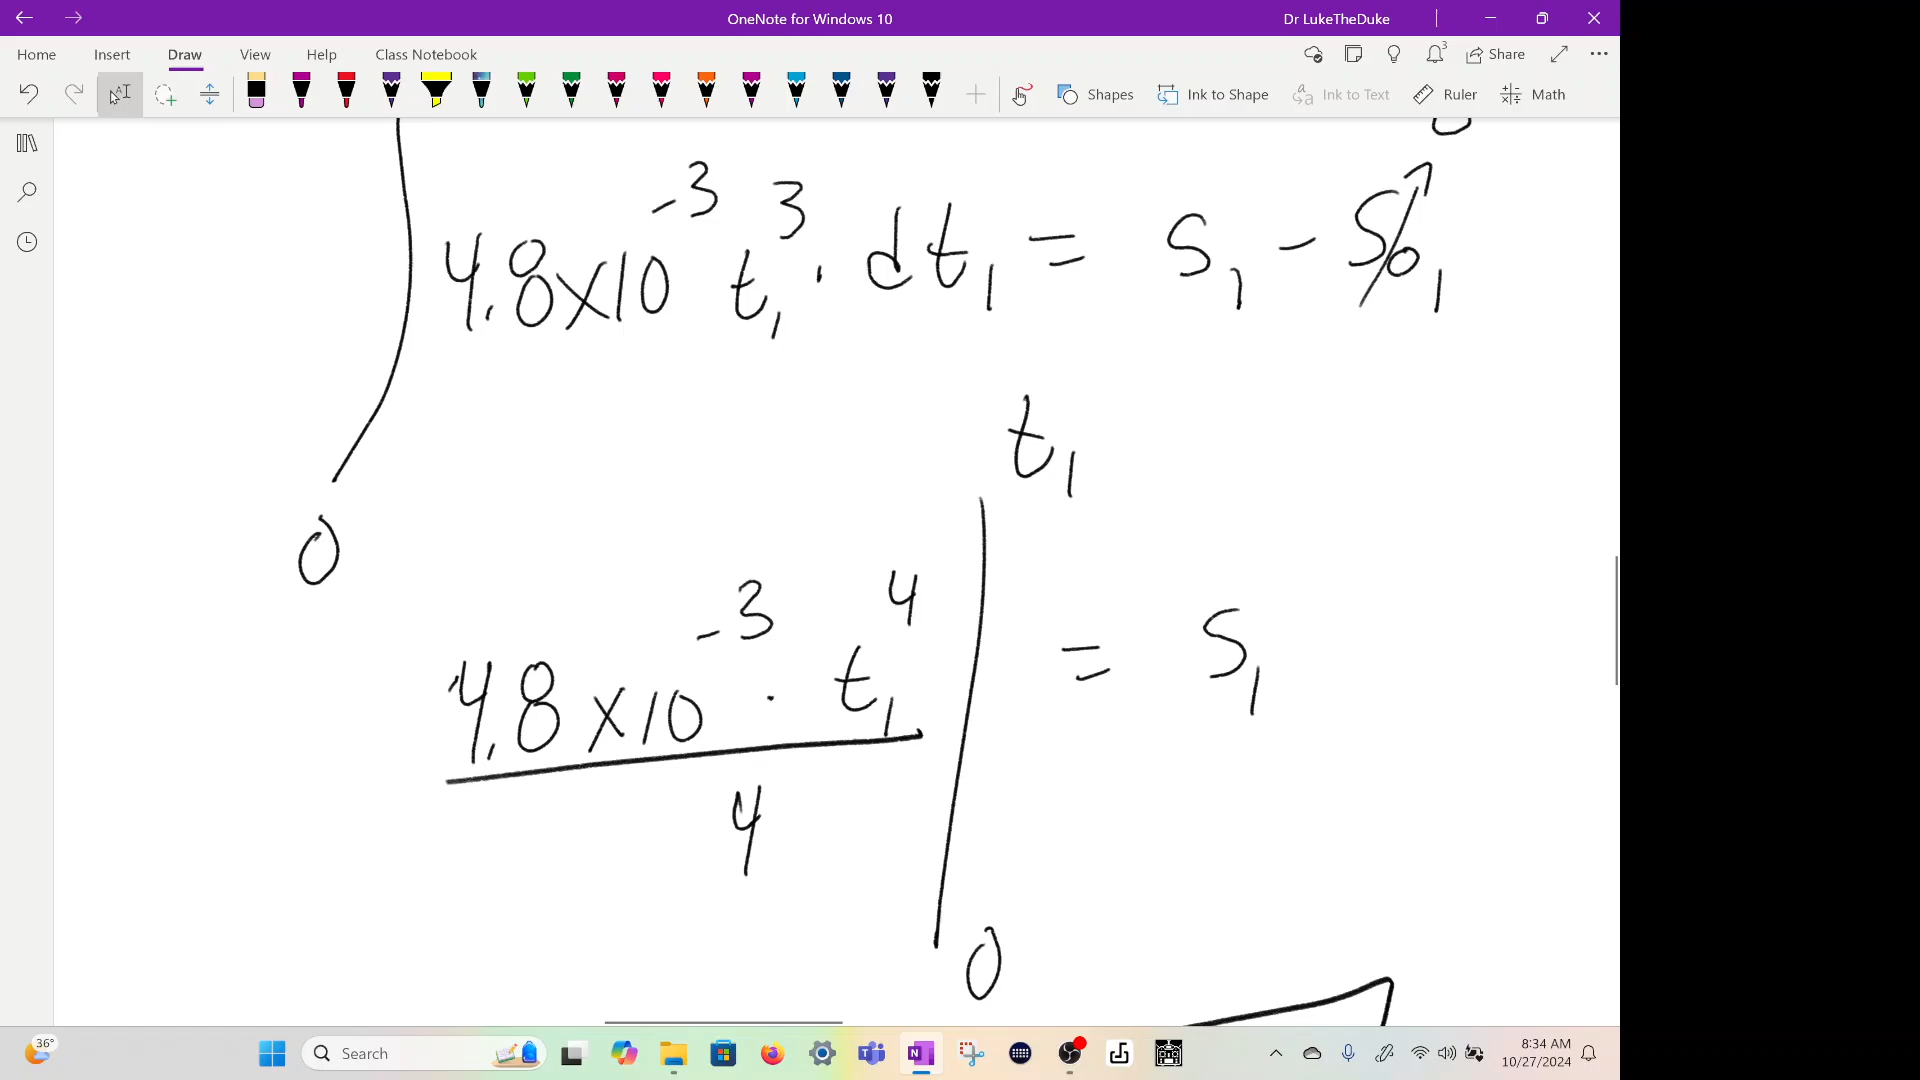 OneNote for Windows 10
Dr LukeTheDuke
Home Insert Draw View Help Class Notebook
3
Share
Shapes Ink to Shape Ink to Text Ruler Math
4.8x10⁻³ t₁³ · dt₁ = S₁ - S₀₁
0
t₁
4.8x10⁻³ · t₁⁴ = S₁
4
0
36°
Search
8:34 AM
10/27/2024